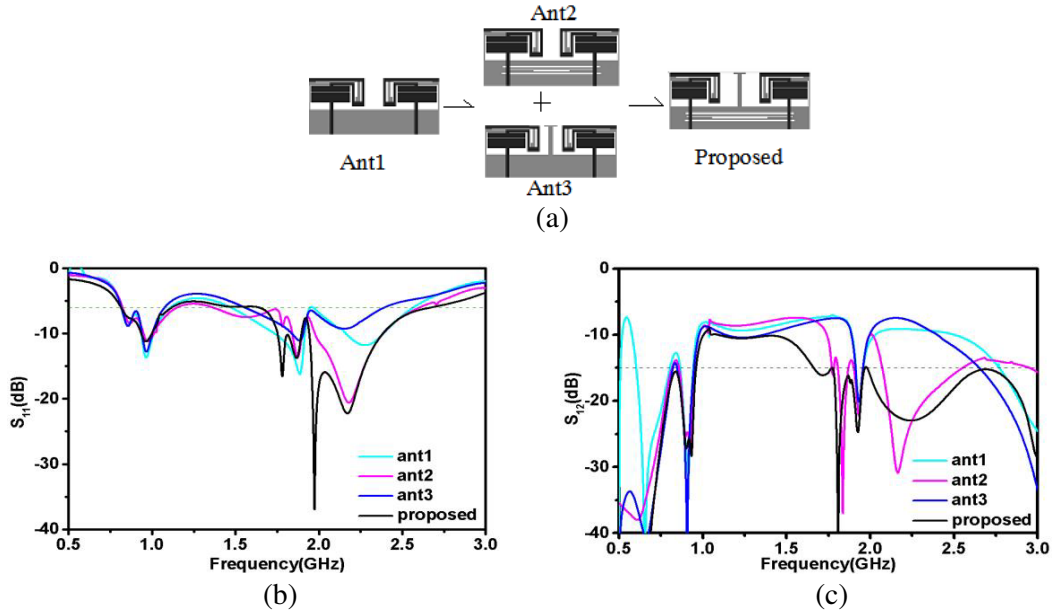 Ant2
Ant1
Ant3
Proposed
(a)
S11(dB)
0
-10
-20
-30
-40
0.5 1.0 1.5 2.0 2.5 3.0
Frequency(GHz)
ant1
ant2
ant3
proposed
(b)
S12(dB)
0
-10
-20
-30
-40
0.5 1.0 1.5 2.0 2.5 3.0
Frequency(GHz)
ant1
ant2
ant3
proposed
(c)